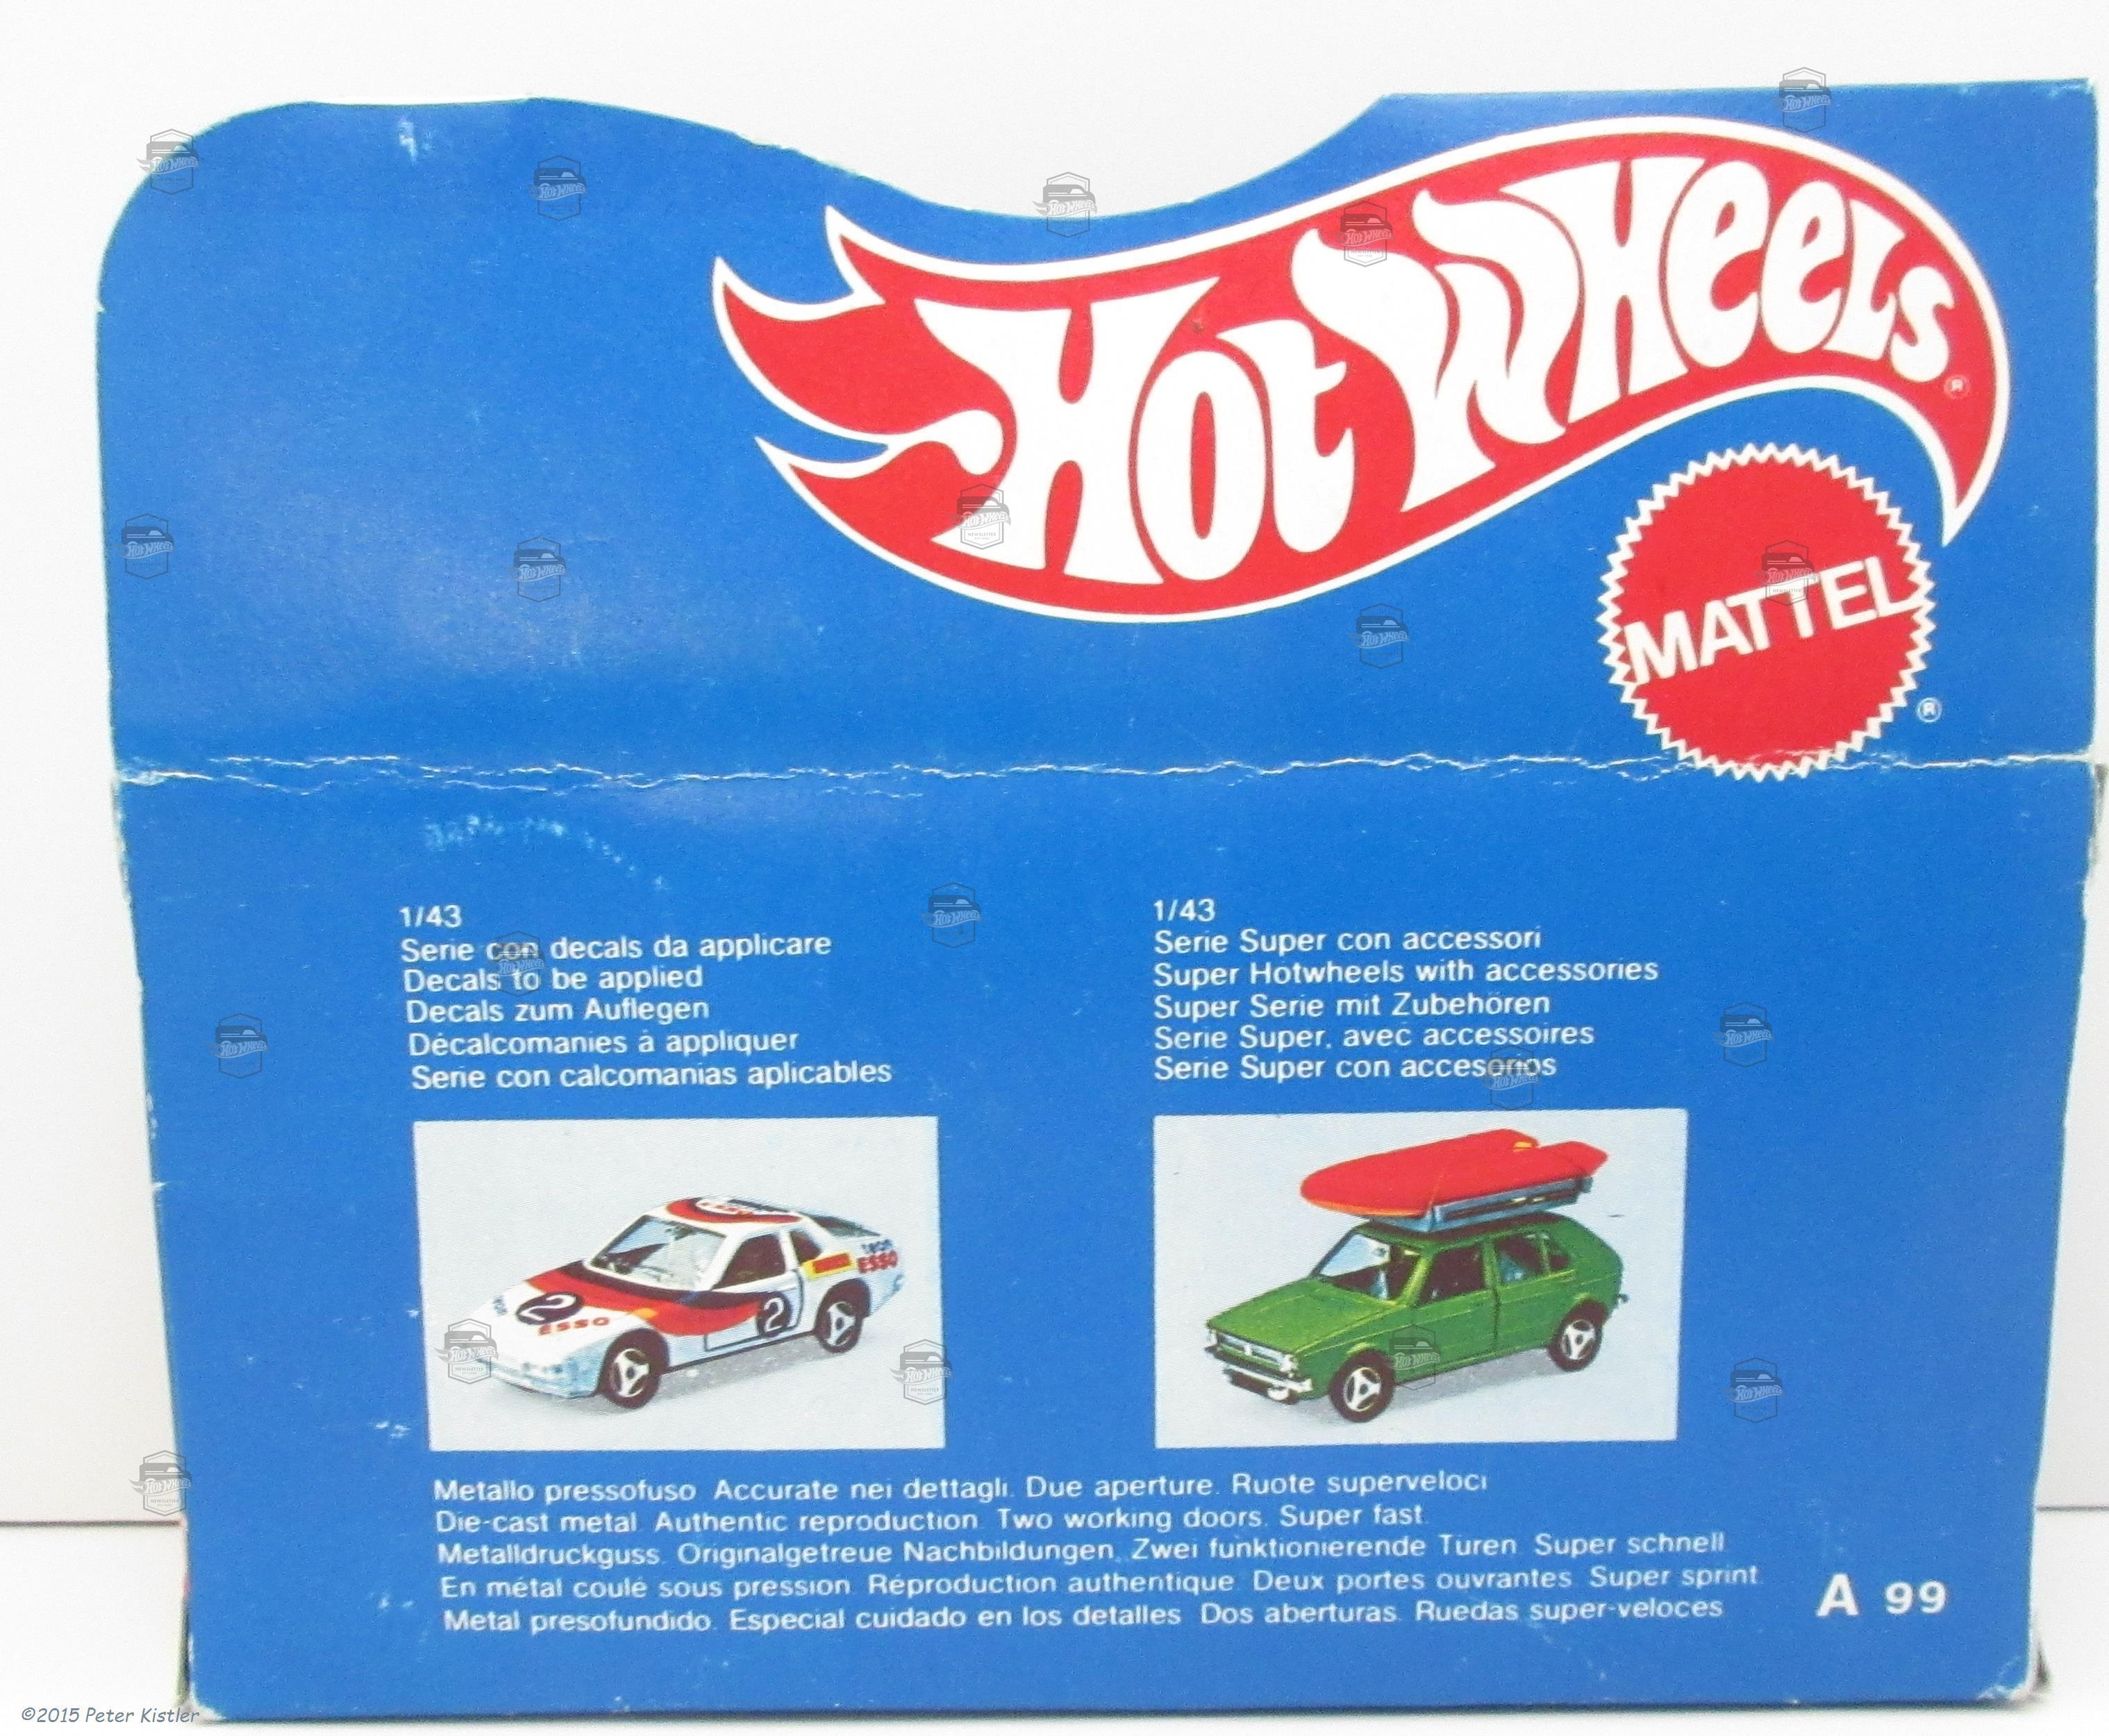 HOT WHEELS ®
MATTEL
®
1/43
Serie con decals da applicare
Decals to be applied
Decals zum Auflegen
Décalcomanies à appliquer
Serie con calcomanias aplicables
1/43
Serie Super con accessori
Super Hotwheels with accessories
Super Serie mit Zubehören
Serie Super, avec accessoires
Serie Super con accesorios
2
ESSO
2
ESSO
Metallo pressofuso. Accurate nei dettagli. Due aperture. Ruote superveloci
Die-cast metal. Authentic reproduction. Two working doors. Super fast.
Metalldruckguss. Originalgetreue Nachbildungen. Zwei funktionierende Türen. Super schnell
En métal coulé sous pression. Réproduction authentique. Deux portes ouvrantes. Super sprint.
Metal presofundido. Especial cuidado en los detalles. Dos aberturas. Ruedas super-veloces
A 99
©2015 Peter Kistler